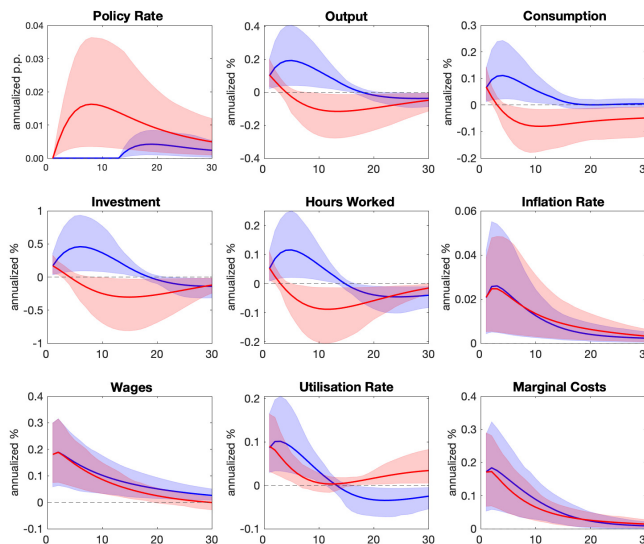 Policy Rate
annualized p.p.
0.04
0.03
0.02
0.01
0.00
0 10 20 30
Output
annualized %
0.4
0.2
0
-0.2
-0.4
0 10 20 30
Consumption
annualized %
0.3
0.2
0.1
0
-0.1
-0.2
0 10 20 30
Investment
annualized %
1
0.5
0
-0.5
-1
0 10 20 30
Hours Worked
annualized %
0.2
0.1
0
-0.1
-0.2
0 10 20 30
Inflation Rate
annualized %
0.06
0.04
0.02
0
0 10 20 30
Wages
annualized %
0.4
0.3
0.2
0.1
0
-0.1
0 10 20 30
Utilisation Rate
annualized %
0.2
0.1
0
-0.1
0 10 20 30
Marginal Costs
annualized %
0.4
0.3
0.2
0.1
0
0 10 20 30